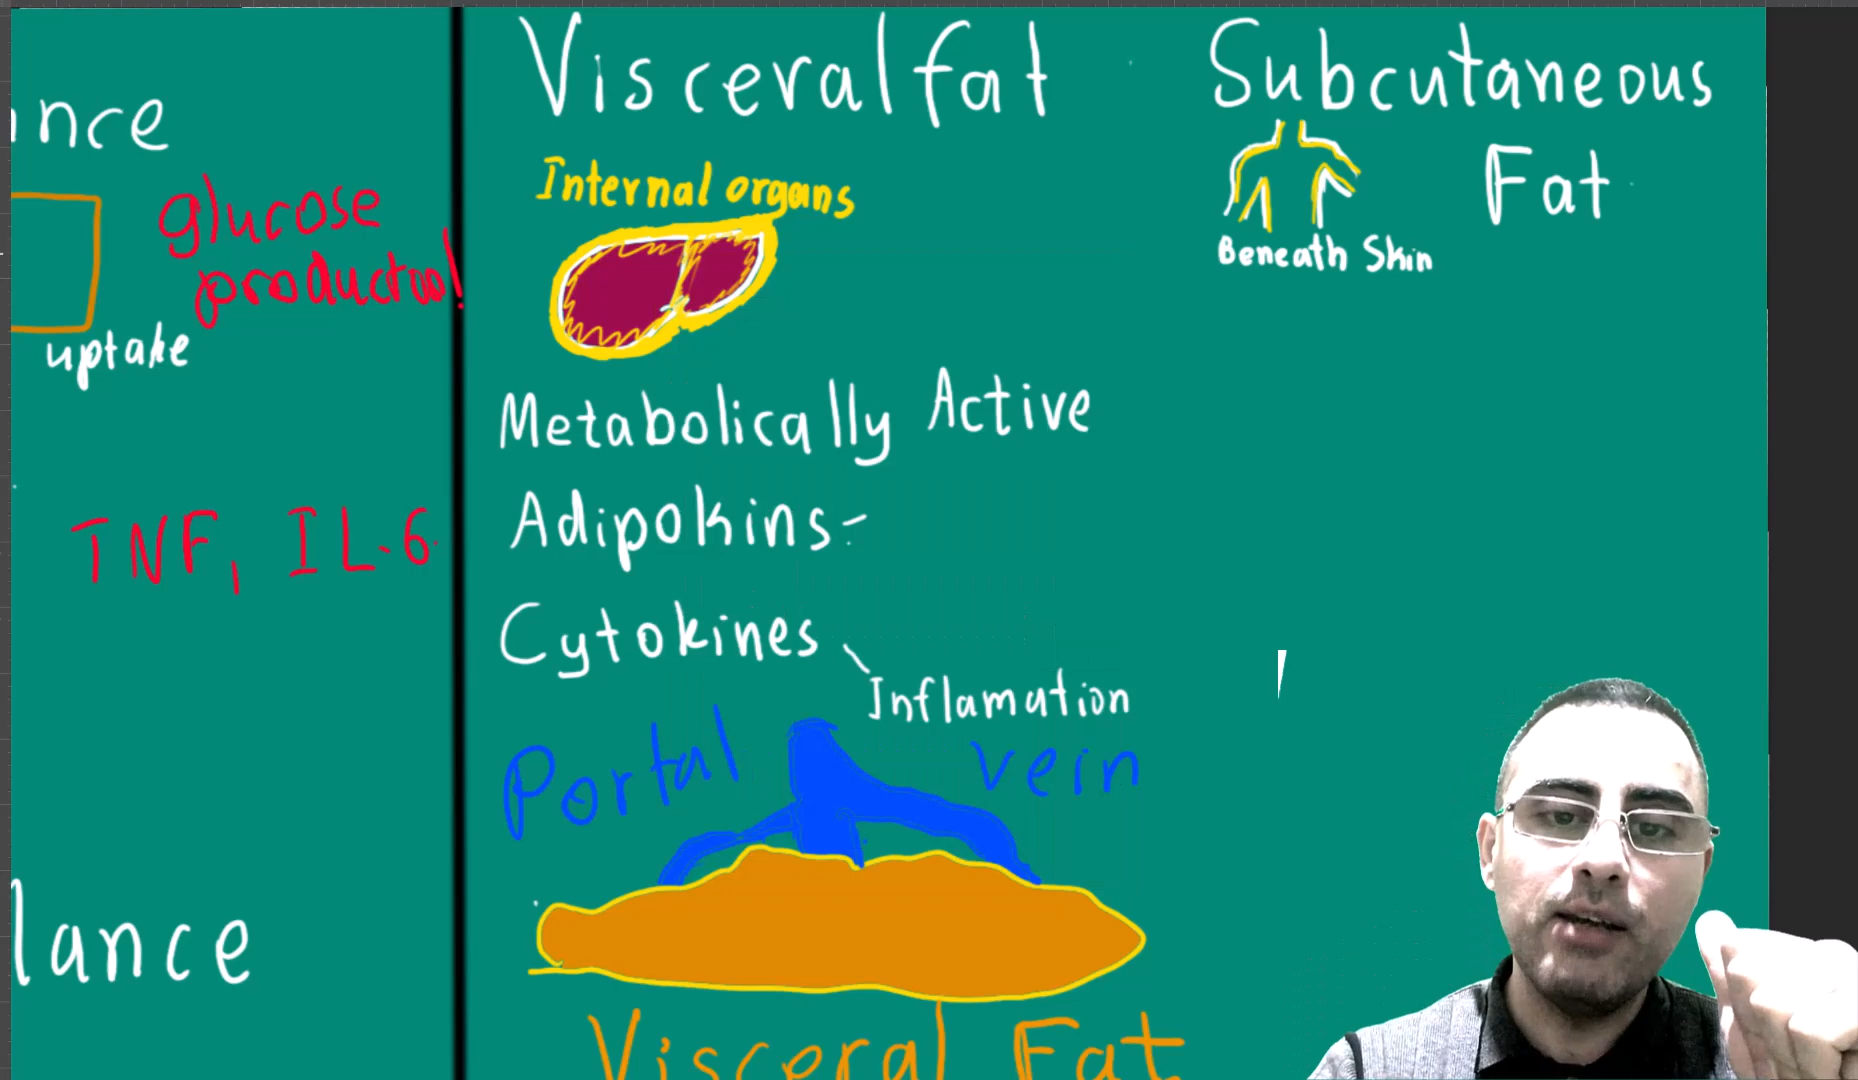 nce
glucose
production!
uptake
TNF, IL-6
lance
Visceral fat
Internal organs
Metabolically Active
Adipokins-
Cytokines
Inflamation
Portal vein
Visceral Fat
Subcutaneous
Fat
Beneath Skin